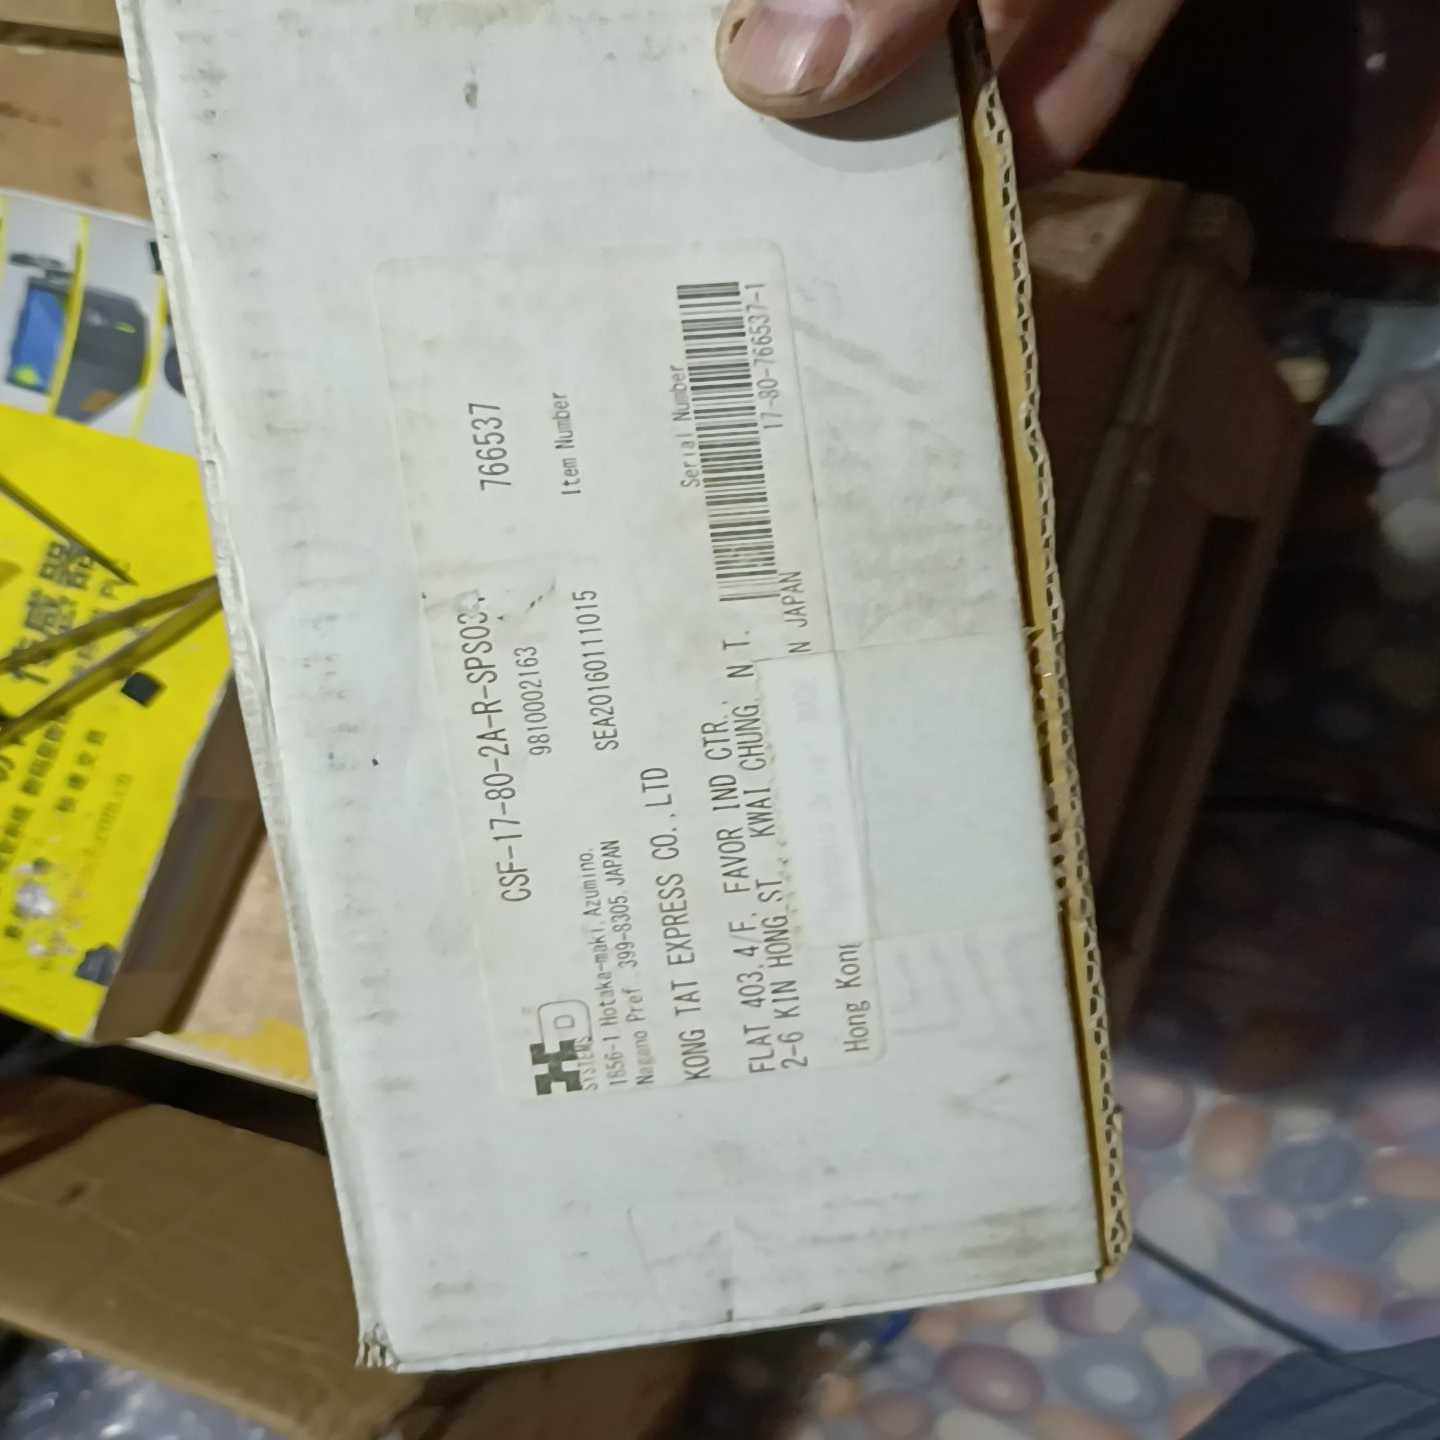 CSF-17-80-2A-R-SPS03
766537
9810002163
Item Number
D
SYSTEMS
1856-1 Hotaka-maki, Azumino,
Nagano Pref 399-8305, JAPAN
SEA20160111015
KONG TAT EXPRESS CO., LTD
Serial Number
17-80-766537-1
FLAT 403, 4/F, FAVOR IND CTR.,
2-6 KIN HONG ST KWAI CHUNG, N T.
Hong Kong
N JAPAN
感器